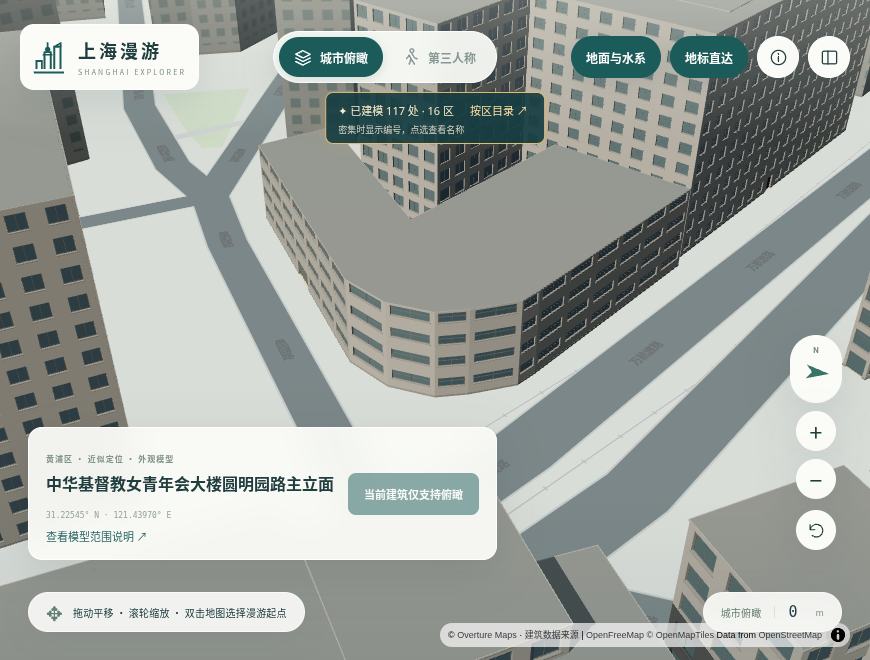 上海漫游
SHANGHAI EXPLORER
城市俯瞰
第三人称
地面与水系
地标直达
✦ 已建模 117 处 · 16 区 按区目录 ↗
密集时显示编号，点选查看名称
N
黄浦区 · 近似定位 · 外观模型
中华基督教女青年会大楼圆明园路主立面
当前建筑仅支持俯瞰
31.22545° N · 121.43970° E
查看模型范围说明 ↗
拖动平移 · 滚轮缩放 · 双击地图选择漫游起点
城市俯瞰 0 m
© Overture Maps · 建筑数据来源 | OpenFreeMap © OpenMapTiles Data from OpenStreetMap